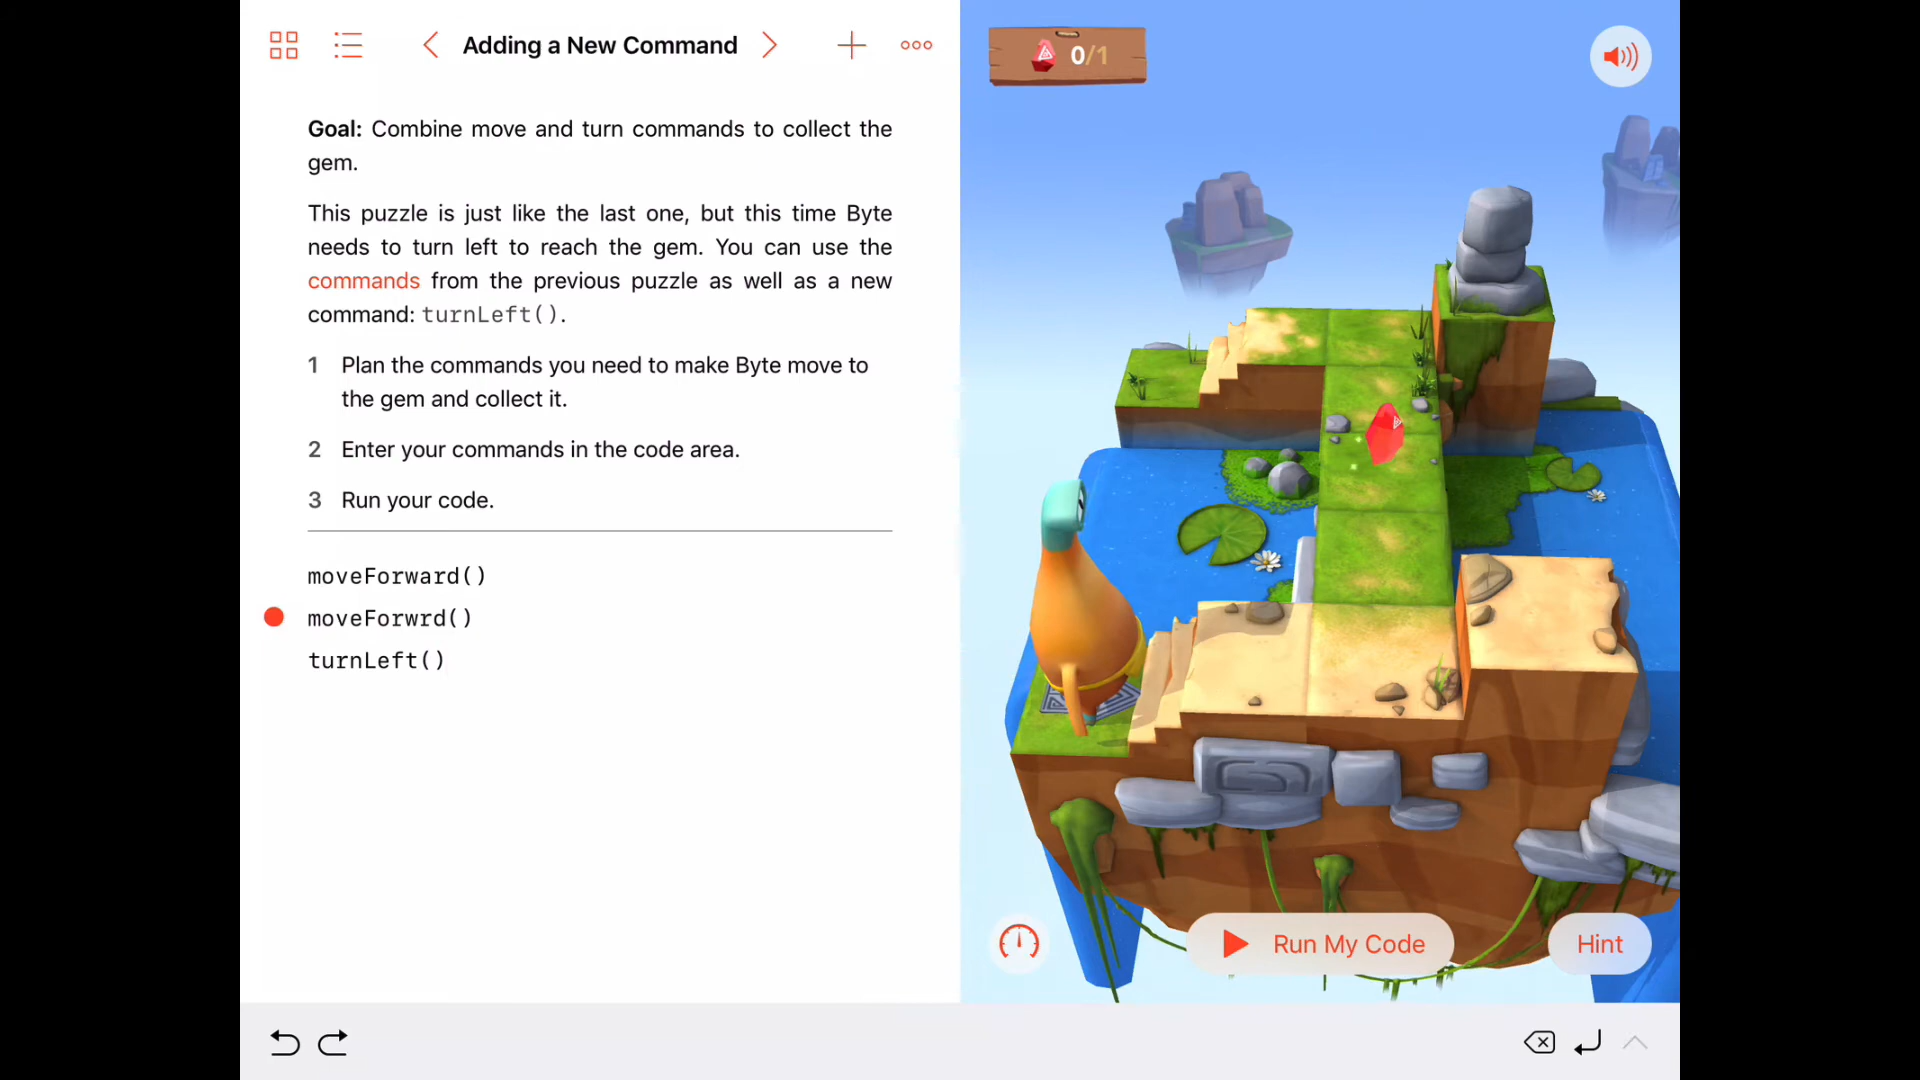 Adding a New Command
0/1
Goal: Combine move and turn commands to collect the
gem.
This puzzle is just like the last one, but this time Byte
needs to turn left to reach the gem. You can use the
commands from the previous puzzle as well as a new
command: turnLeft().
1 Plan the commands you need to make Byte move to
the gem and collect it.
2 Enter your commands in the code area.
3 Run your code.
moveForward()
moveForwrd()
turnLeft()
Run My Code
Hint